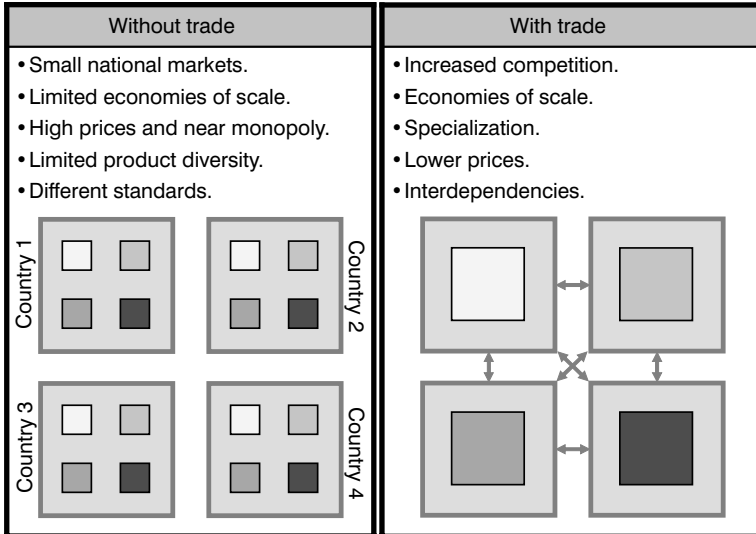 Without trade
• Small national markets.
• Limited economies of scale.
• High prices and near monopoly.
• Limited product diversity.
• Different standards.
Country 1
Country 2
Country 3
Country 4
With trade
• Increased competition.
• Economies of scale.
• Specialization.
• Lower prices.
• Interdependencies.